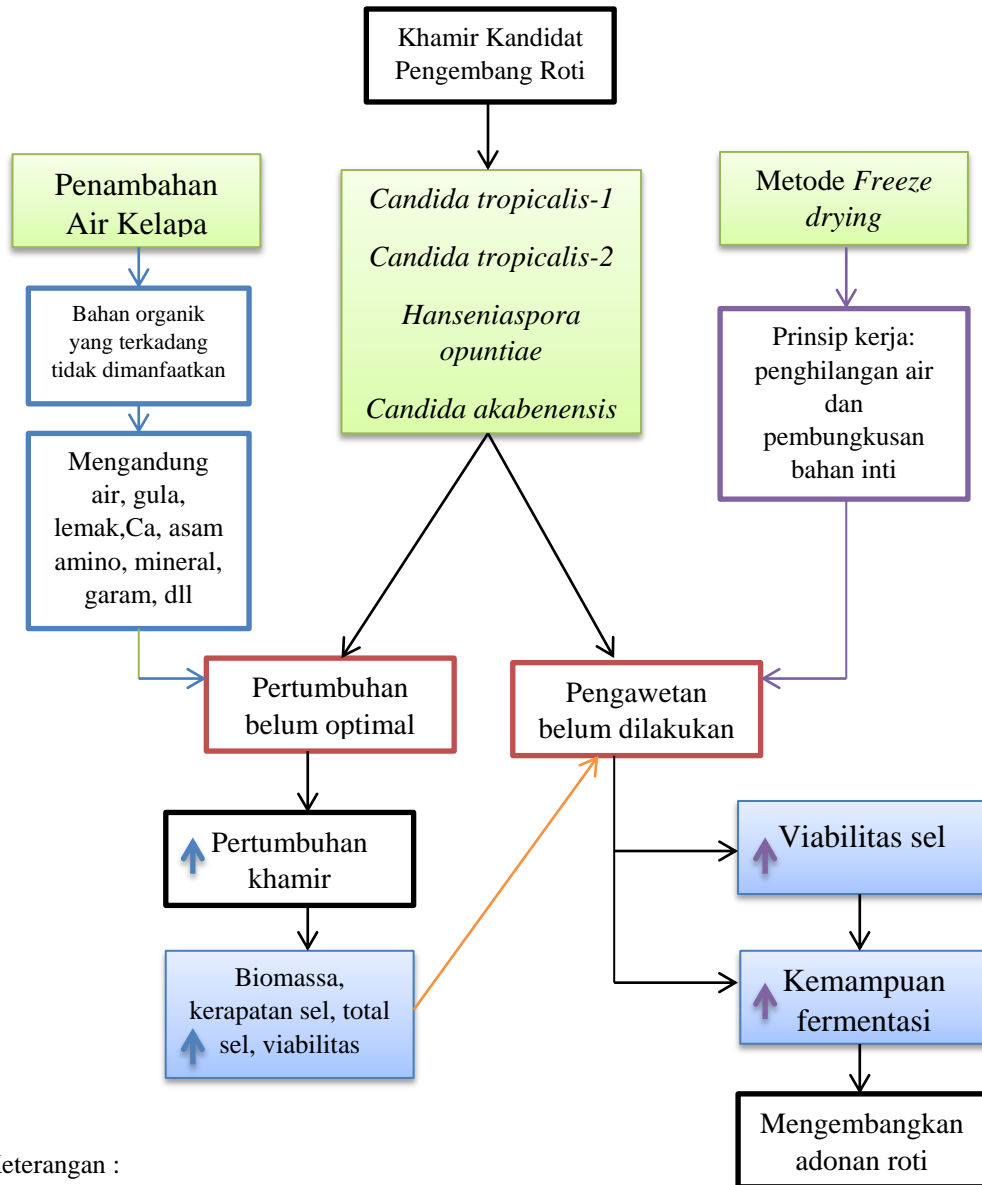 Khamir Kandidat
Pengembang Roti
Penambahan
Air Kelapa
Candida tropicalis-1
Candida tropicalis-2
Hanseniaspora
opuntiae
Candida akabenensis
Metode Freeze
drying
Bahan organik
yang terkadang
tidak dimanfaatkan
Prinsip kerja:
penghilangan air
dan
pembungkusan
bahan inti
Mengandung
air, gula,
lemak,Ca, asam
amino, mineral,
garam, dll
Pertumbuhan
belum optimal
Pengawetan
belum dilakukan
Pertumbuhan
khamir
Viabilitas sel
Biomassa,
kerapatan sel, total
sel, viabilitas
Kemampuan
fermentasi
Mengembangkan
adonan roti
eterangan :